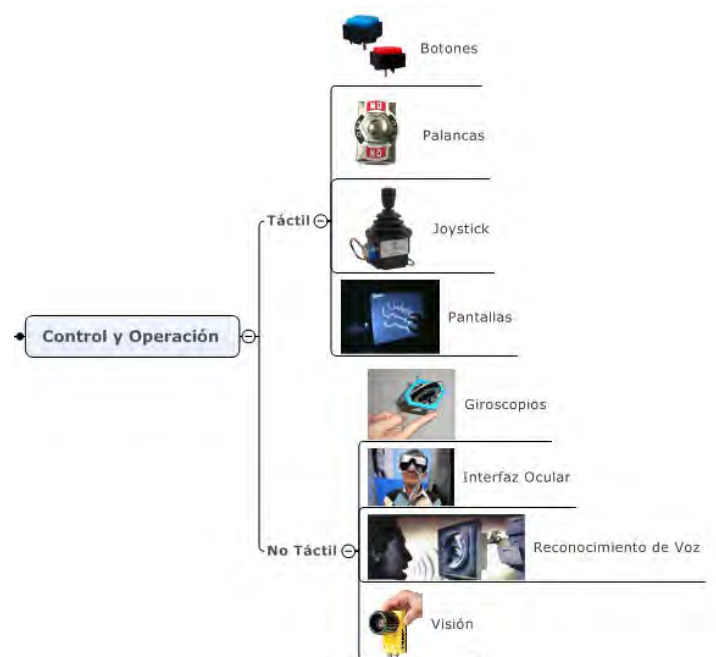 Botones
Palancas
Joystick
Táctil
Pantallas
Control y Operación
Giroscopios
Interfaz Ocular
No Táctil
Reconocimiento de Voz
Visión